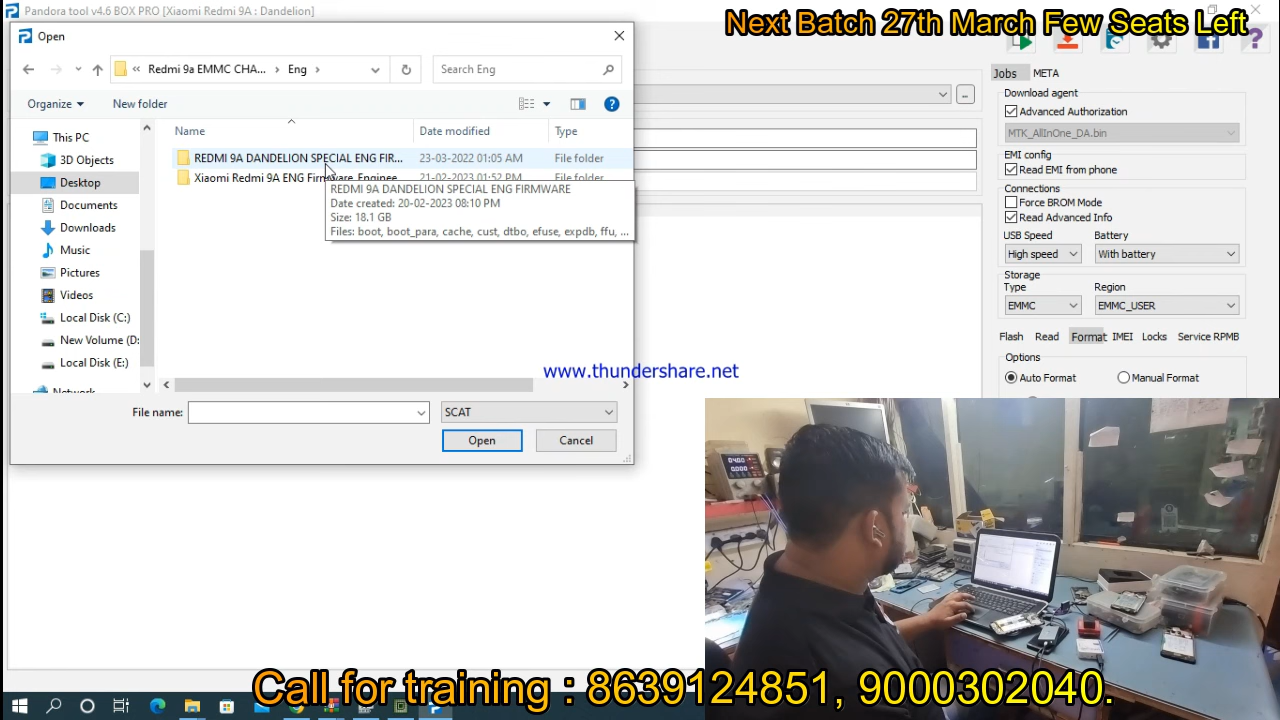 Pandora tool v4.6 BOX PRO [Xiaomi Redmi 9A : Dandelion]
Next Batch 27th March Few Seats Left
Open
Redmi 9a EMMC CHA...
Eng
Search Eng
Organize
New folder
Name
Date modified
Type
This PC
3D Objects
Desktop
Documents
Downloads
Music
Pictures
Videos
Local Disk (C:)
New Volume (D:
Local Disk (E:)
Network
REDMI 9A DANDELION SPECIAL ENG FIR...
23-03-2022 01:05 AM
File folder
Xiaomi Redmi 9A ENG Firmware Enginee
21-02-2023 01:52 PM
File folder
REDMI 9A DANDELION SPECIAL ENG FIRMWARE
Date created: 20-02-2023 08:10 PM
Size: 18.1 GB
Files: boot, boot_para, cache, cust, dtbo, efuse, expdb, ffu, ...
File name:
SCAT
Open
Cancel
www.thundershare.net
Jobs
META
Download agent
Advanced Authorization
MTK_AllInOne_DA.bin
EMI config
Read EMI from phone
Connections
Force BROM Mode
Read Advanced Info
USB Speed
Battery
High speed
With battery
Storage
Type
Region
EMMC
EMMC_USER
Flash
Read
Format
IMEI
Locks
Service RPMB
Options
Auto Format
Manual Format
Call for training : 8639124851, 9000302040.